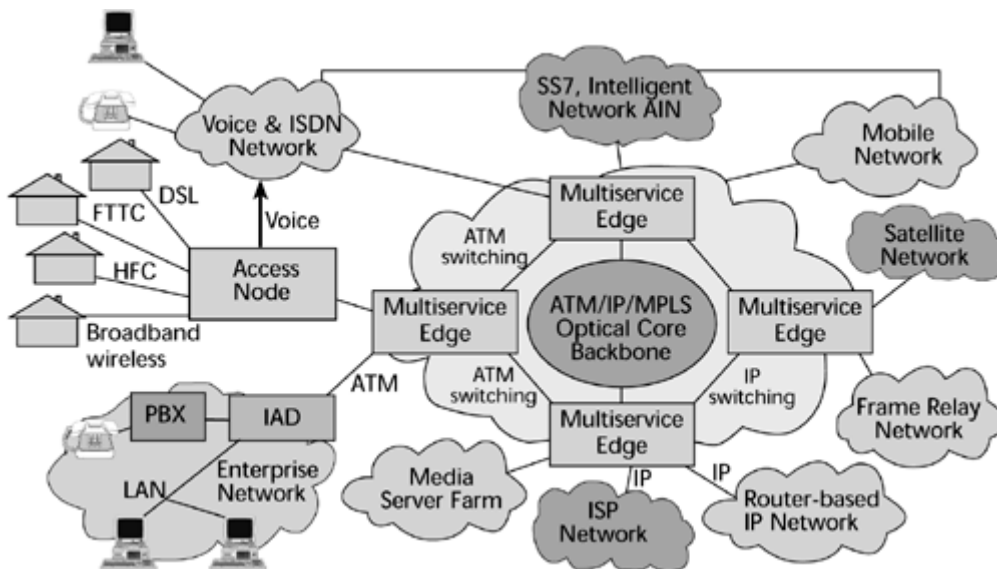 SS7, Intelligent
Network AIN
Voice & ISDN
Network
Mobile
Network
DSL
FTTC
Voice
Multiservice
Edge
ATM
switching
Satellite
Network
HFC
Access
Node
Multiservice
Edge
ATM/IP/MPLS
Optical Core
Backbone
Multiservice
Edge
Broadband
wireless
ATM
ATM
switching
IP
switching
PBX
IAD
Multiservice
Edge
Frame Relay
Network
LAN
Enterprise
Network
Media
Server Farm
IP
IP
ISP
Network
Router-based
IP Network